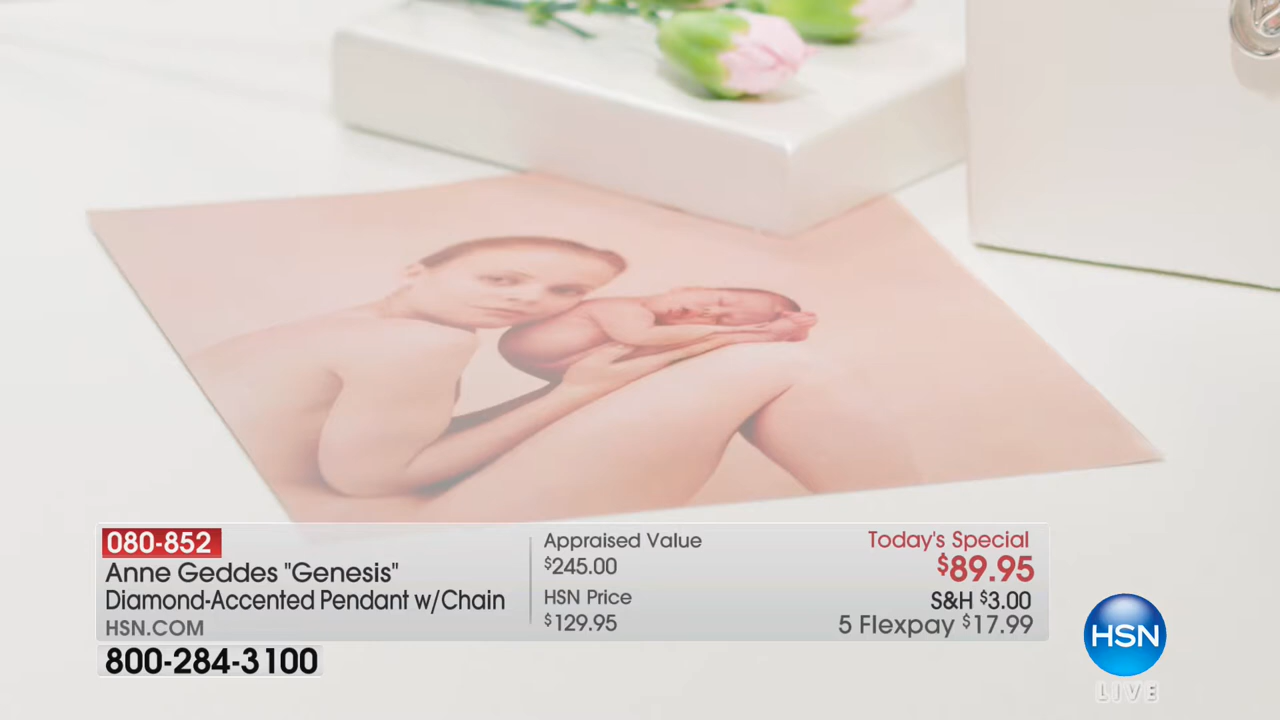 080-852
Anne Geddes "Genesis"
Diamond-Accented Pendant w/Chain
HSN.COM
800-284-3100
Appraised Value
$245.00
HSN Price
$129.95
Today's Special
$89.95
S&H $3.00
5 Flexpay $17.99
HSN
LIVE